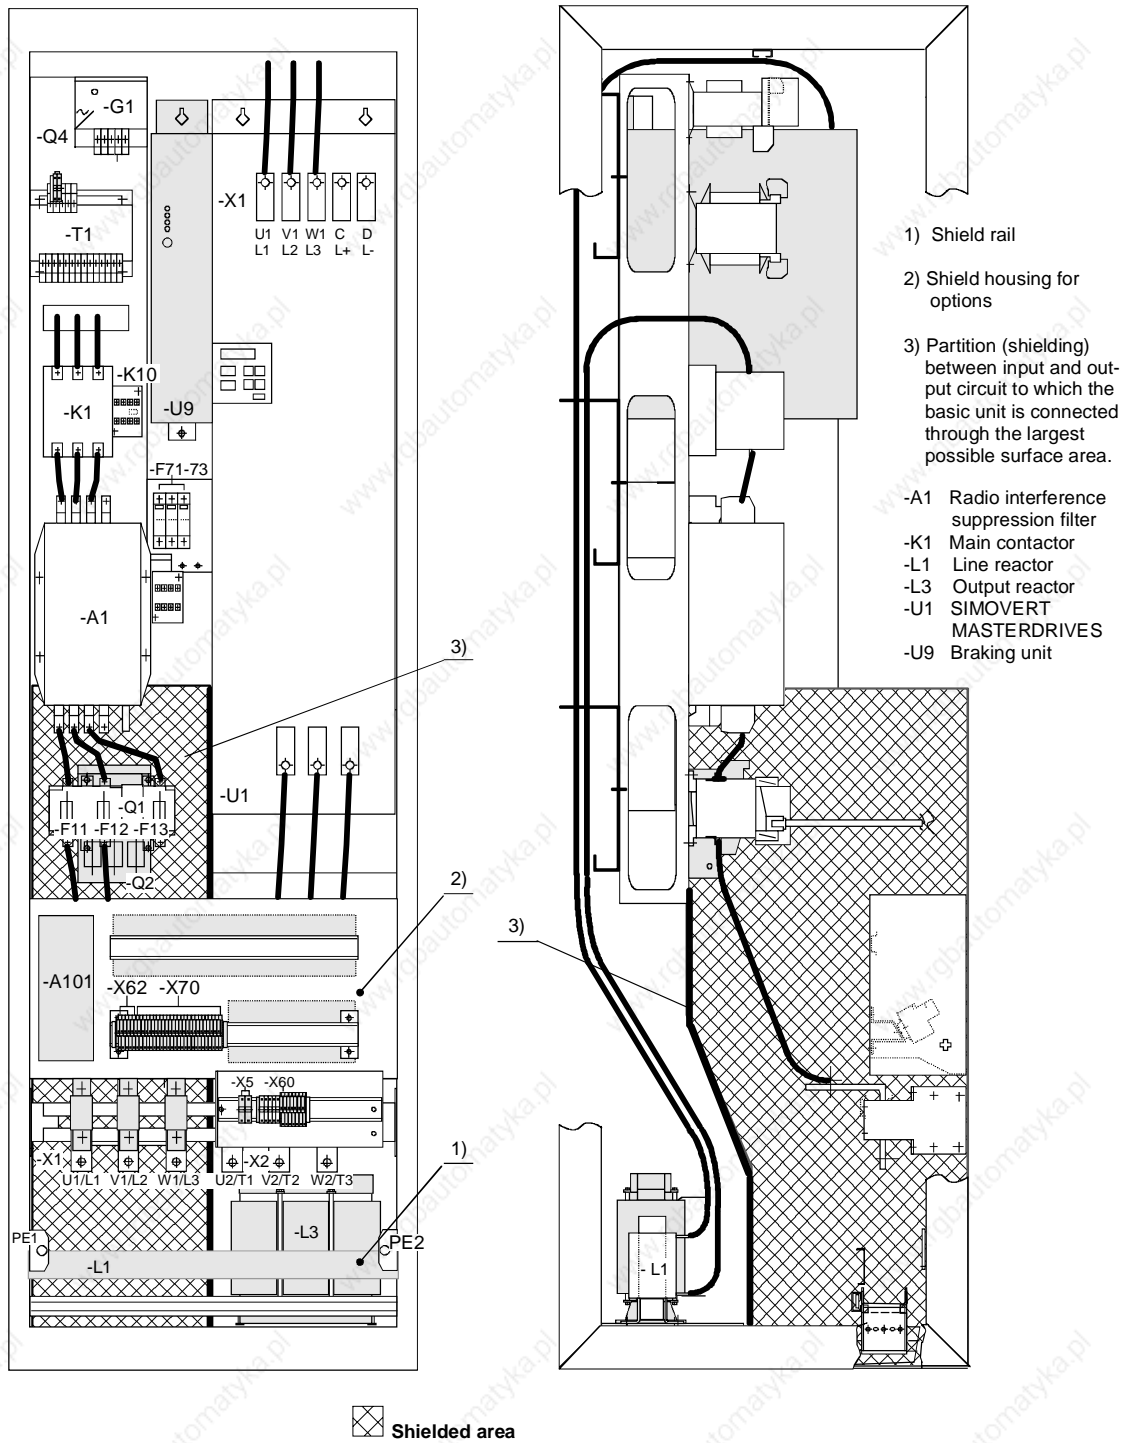 -G1
-Q4
-X1
U1 V1 W1 C D
L1 L2 L3 L+ L-
-T1
-K10
-K1
-U9
-F71-73
-A1
3)
-U1
-Q1
-F11 -F12 -F13
-Q2
2)
-A101
-X62 -X70
-X5 -X60
-X1
-X2
1)
U1/L1 V1/L2 W1/L3 U2/T1 V2/T2 W2/T3
PE1
PE2
-L3
-L1
3)
- L1
1) Shield rail
2) Shield housing for
options
3) Partition (shielding)
between input and out-
put circuit to which the
basic unit is connected
through the largest
possible surface area.
-A1 Radio interference
suppression filter
-K1 Main contactor
-L1 Line reactor
-L3 Output reactor
-U1 SIMOVERT
MASTERDRIVES
-U9 Braking unit
Shielded area
www.rgbautomatyka.pl